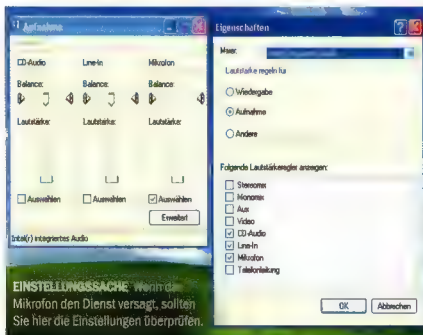 Aufnahme
CD-Audio Line-In Mikrofon
Balance: Balance: Balance:
Lautstärke: Lautstärke: Lautstärke:
Auswählen Auswählen Auswählen
Erweitert
Intel(r) Integriertes Audio
Eigenschaften
Mixer:
Lautstärke regeln für
Wiedergabe
Aufnahme
Andere
Folgende Lautstärkeregler anzeigen:
Stereomix
Monomix
Aux
Video
CD-Audio
Line-In
Mikrofon
Telefonleitung
OK Abbrechen
EINSTELLUNGSSACHE Wenn das
Mikrofon den Dienst versagt, sollten
Sie hier die Einstellungen überprüfen.